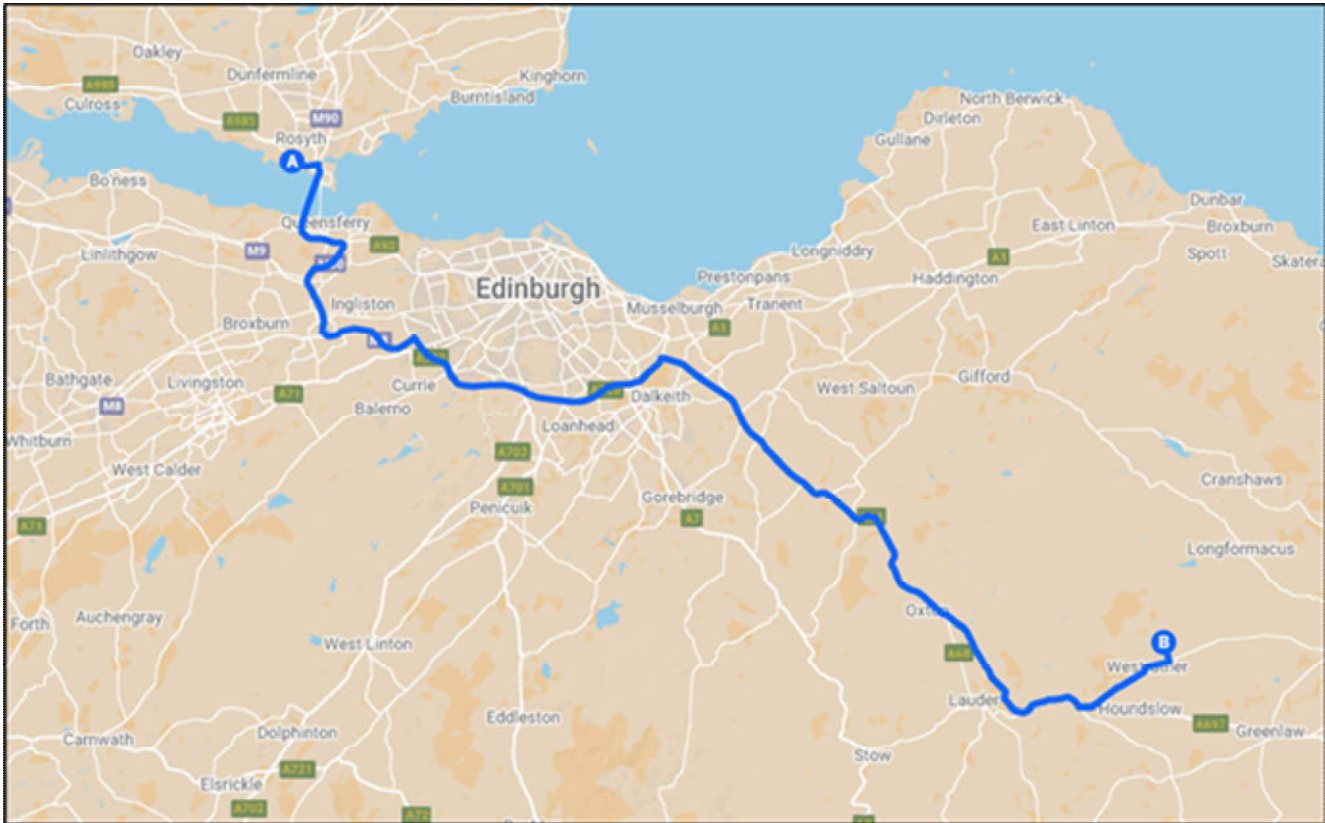 Oakley
Dunfermline
Kinghorn
A985
Culross
Burntisland
North Berwick
Dirleton
A985
M90
Rosyth
Gullane
A
Bo'ness
Dunbar
Queensferry
East Linton
Broxburn
A90
Linlithgow
M9
Longniddry
Spott
A1
Skatera
Prestonpans
Haddington
Edinburgh
Ingliston
Musselburgh
Tranent
Broxburn
A1
Bathgate
Livingston
Currie
West Saltoun
Gifford
A71
Dalkeith
M8
Balerno
Whitburn
Loanhead
A702
West Calder
Cranshaws
A701
Gorebridge
Penicuik
A7
A71
Longformacus
Forth
Auchengray
Oxton
West Linton
A68
B
Lauder
Houndslow
Eddleston
A697
Carnwath
Dolphinton
Greenlaw
Stow
A721
Elsrickle
A702
A72